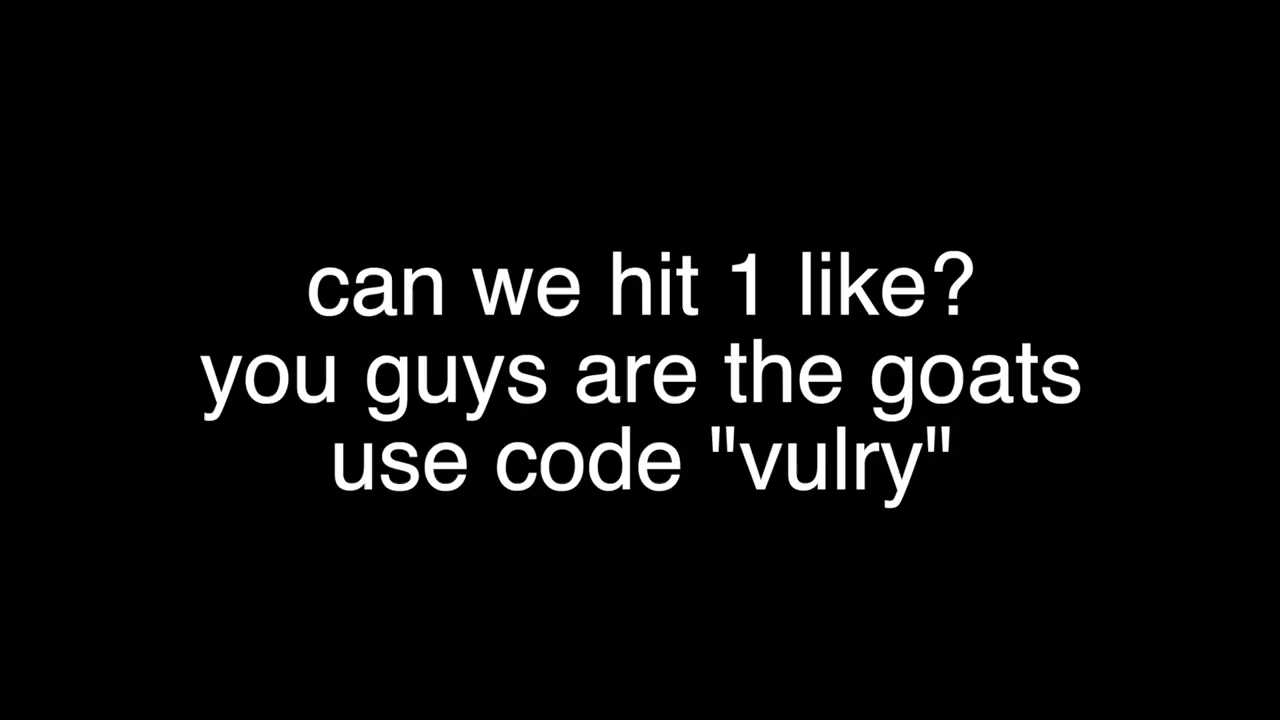 can we hit 1 like?
you guys are the goats
use code "vulry"